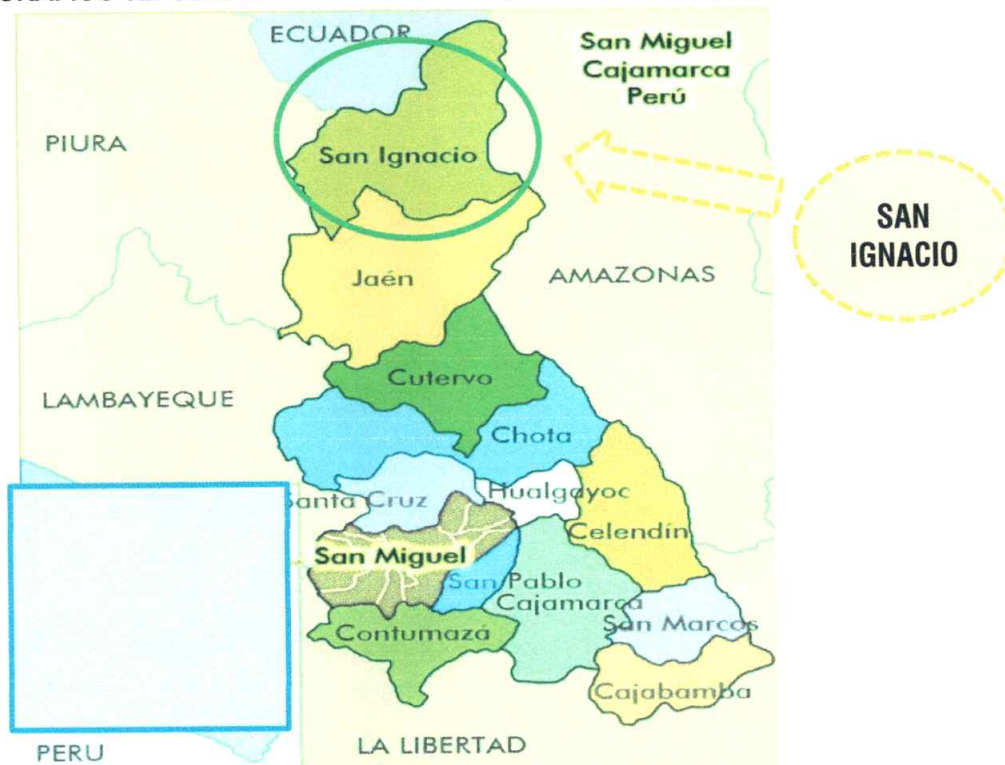 ECUADOR
San Miguel
Cajamarca
Perú
PIURA
San Ignacio
SAN
IGNACIO
Jaén
AMAZONAS
Cutervo
LAMBAYEQUE
Chota
Santa Cruz
Hualgayoc
Celendín
San Miguel
San Pablo
Cajamarca
San Marcos
Contumazá
Cajabamba
PERU
LA LIBERTAD